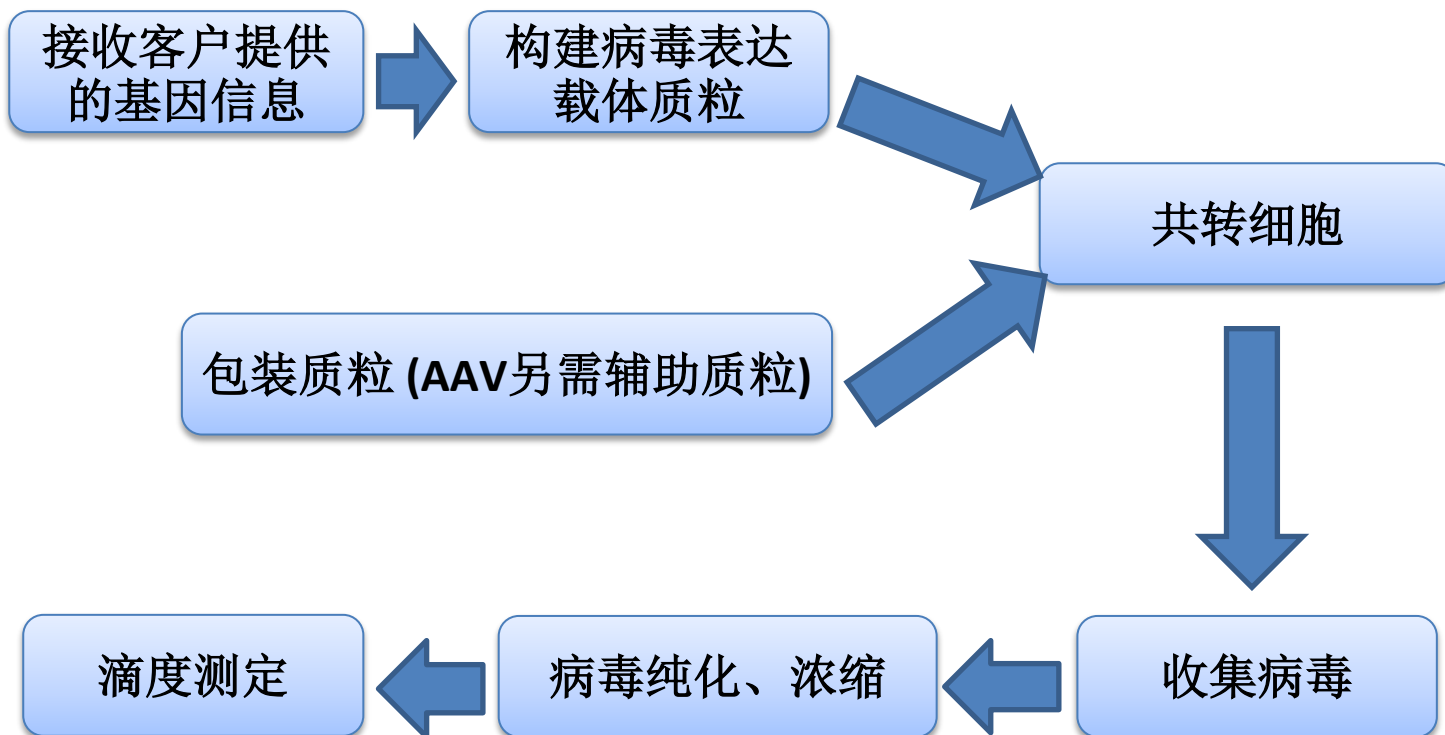 接收客户提供
的基因信息
构建病毒表达
载体质粒
共转细胞
包装质粒 (AAV另需辅助质粒)
收集病毒
病毒纯化、浓缩
滴度测定